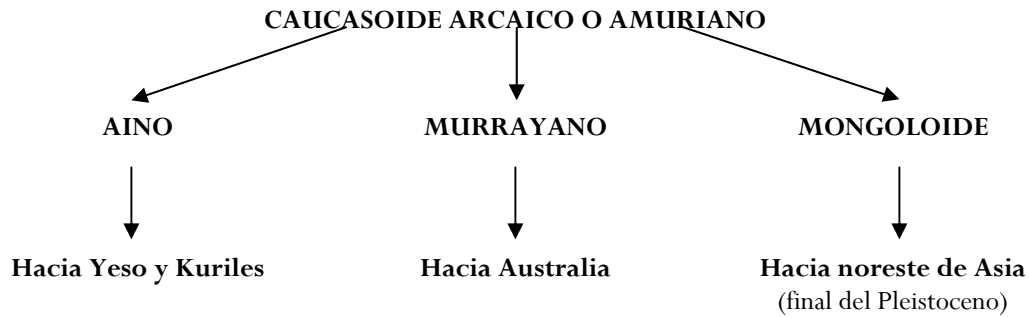 CAUCASOIDE ARCAICO O AMURIANO
AINO MURRAYANO MONGOLOIDE
Hacia Yeso y Kuriles Hacia Australia Hacia noreste de Asia
(final del Pleistoceno)